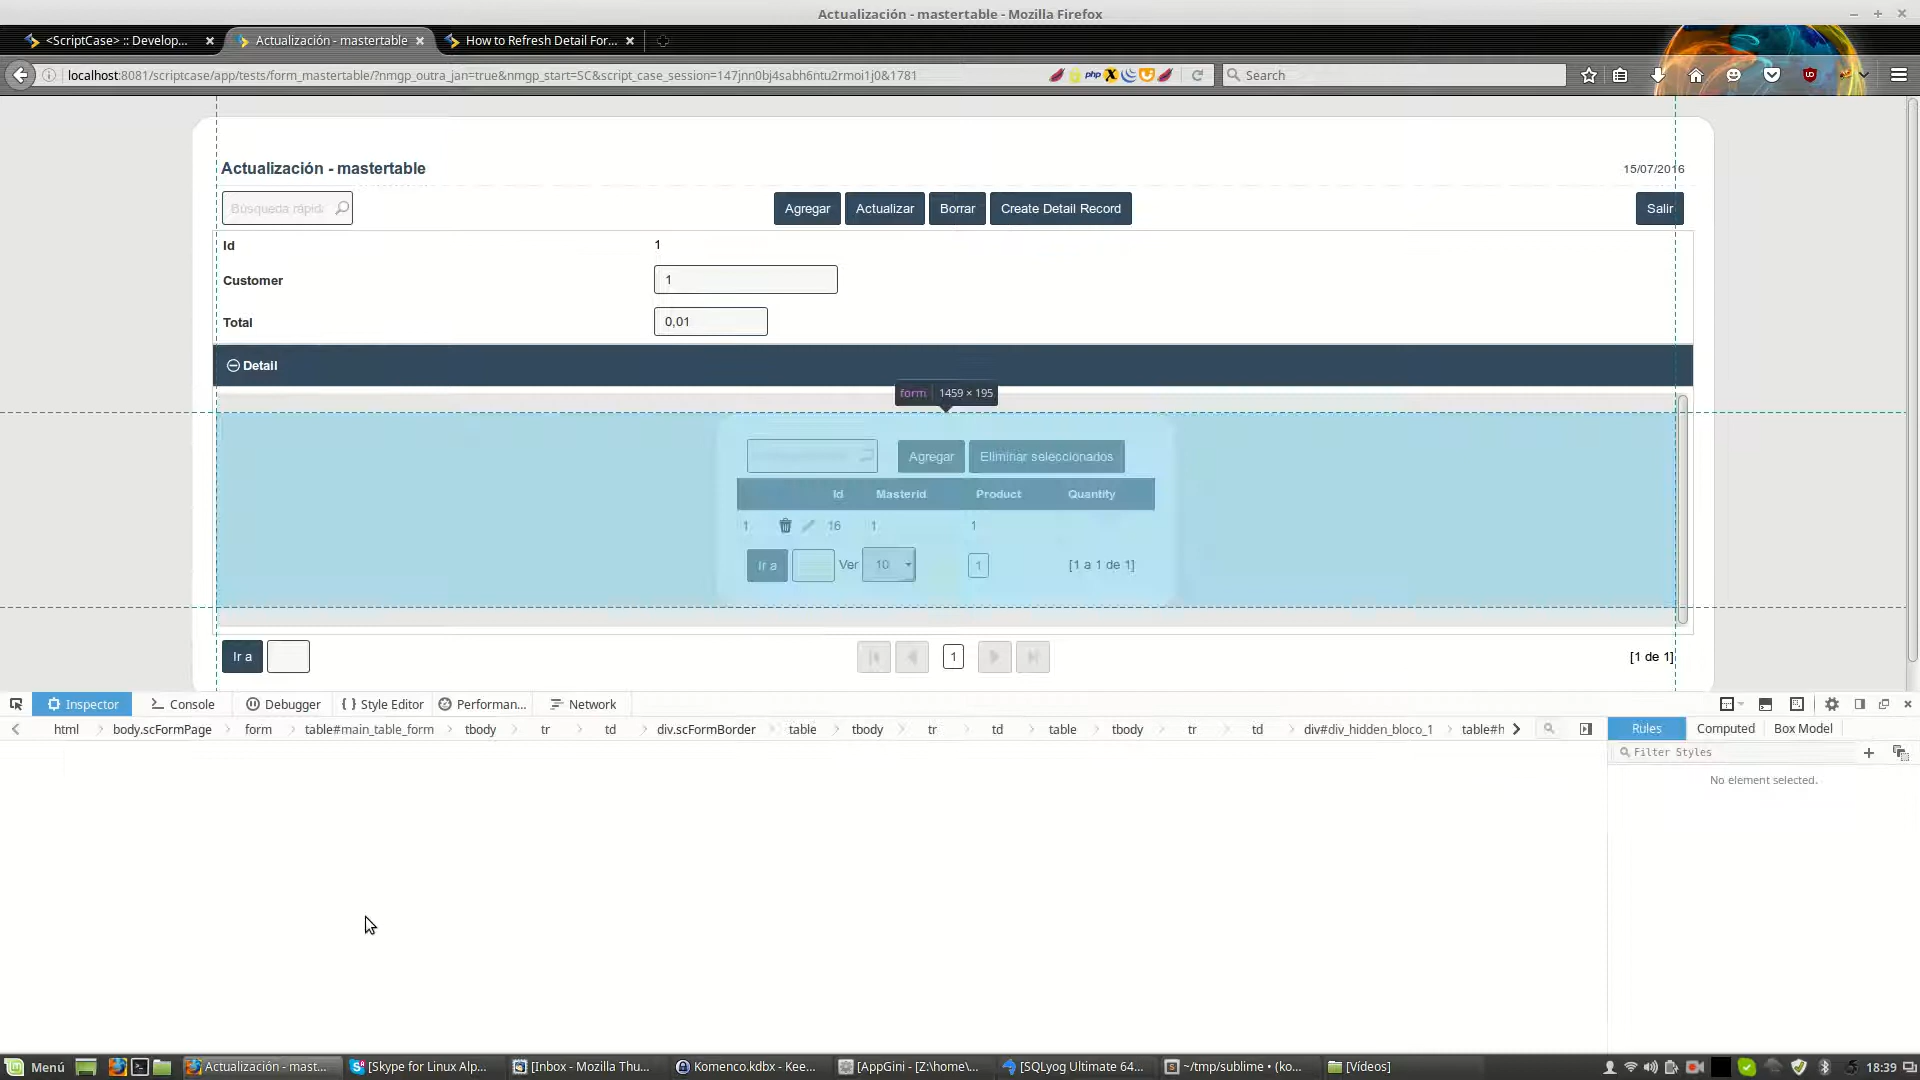 Actualización - mastertable - Mozilla Firefox
<ScriptCase> :: Develop...
Actualización - mastertable
How to Refresh Detail For...
localhost:8081/scriptcase/app/tests/form_mastertable/?nmgp_outra_jan=true&nmgp_start=SC&script_case_session=147jnn0bj4sabh6ntu2rmoi1j0&1781
php
Search
Actualización - mastertable
15/07/2016
Búsqueda rápida
Agregar
Actualizar
Borrar
Create Detail Record
Salir
Id
1
Customer
1
Total
0,01
Detail
form 1459 × 195
Agregar
Eliminar seleccionados
Id Masterid Product Quantity
1 16 1 1
Ir a
Ver
10
1
[1 a 1 de 1]
Ir a
1
[1 de 1]
Inspector
Console
Debugger
{ } Style Editor
Performan...
Network
html body.scFormPage form table#main_table_form tbody tr td div.scFormBorder table tbody tr td table tbody tr td div#div_hidden_bloco_1 table#h
Rules
Computed
Box Model
Filter Styles
No element selected.
Menú
Actualización - mast...
[Skype for Linux Alp...
[Inbox - Mozilla Thu...
Komenco.kdbx - Kee...
[AppGini - [Z:\home\...
[SQLyog Ultimate 64...
~/tmp/sublime • (ko...
[Vídeos]
18:39